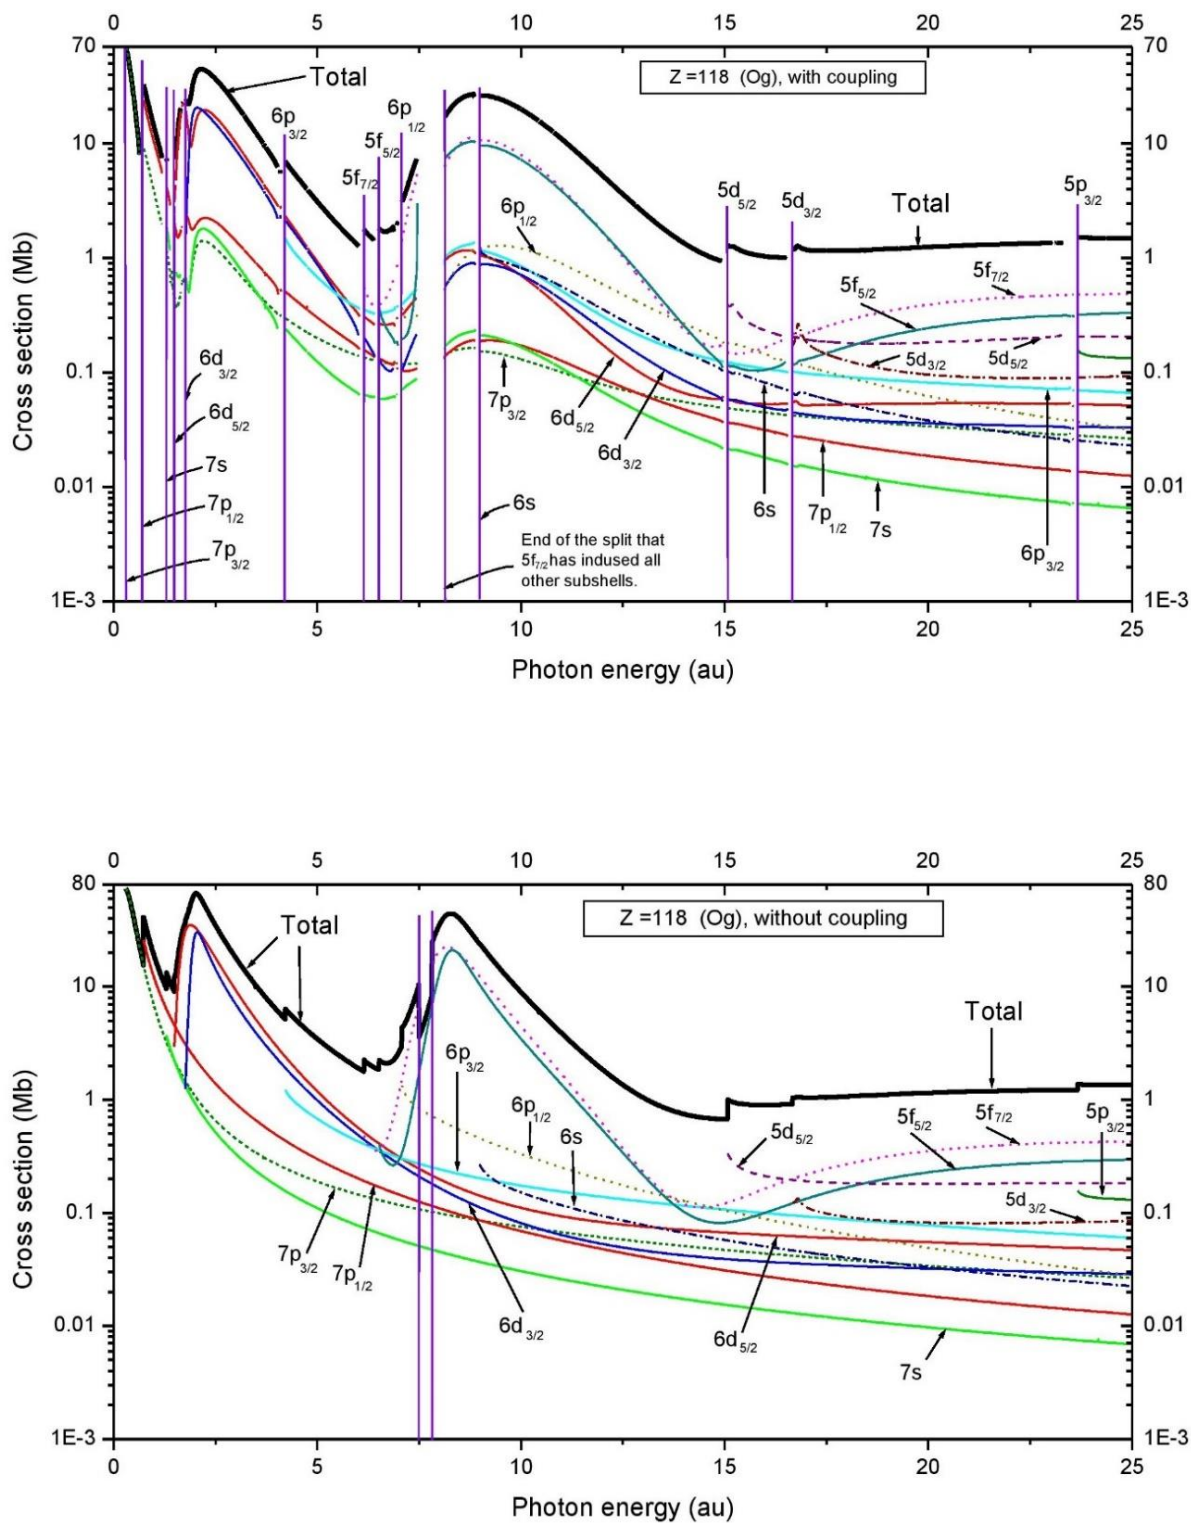 0 5 10 15 20 25
70 70
Z =118 (Og), with coupling
Total
6p1/2
6p3/2
10 10
5f5/2
5f7/2
5d5/2 5d3/2 5p3/2
Total
6p1/2
1 1
5f7/2
5f5/2
Cross section (Mb)
6d3/2
5d3/2 5d5/2
0.1 0.1
7p3/2
6d5/2
6d5/2
6d3/2
7s
0.01 0.01
6s 7p1/2 7s
7p1/2
6s
6p3/2
End of the split that
5f7/2 has indused all
other subshells.
7p3/2
1E-3 1E-3
0 5 10 15 20 25
Photon energy (au)
0 5 10 15 20 25
80 80
Z =118 (Og), without coupling
Total
10 10
Total
6p3/2
1 1
6p1/2
6s
5d5/2
5f5/2
5f7/2
5p3/2
Cross section (Mb)
5d3/2
0.1 0.1
7p3/2
7p1/2
6d3/2
6d5/2
0.01 0.01
7s
1E-3 1E-3
0 5 10 15 20 25
Photon energy (au)